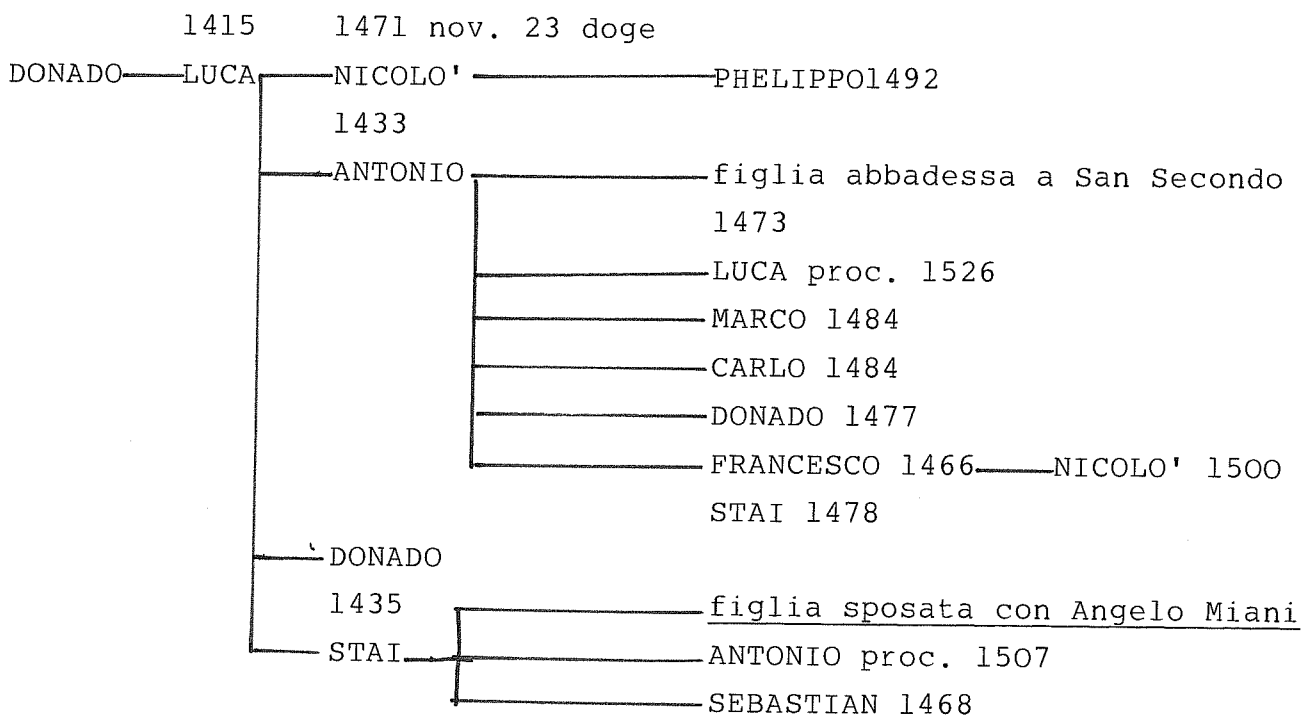 1415 1471 nov. 23 doge
DONADO LUCA NICOLO' PHELIPPO1492
1433
ANTONIO figlia abbadessa a San Secondo
1473
LUCA proc. 1526
MARCO 1484
CARLO 1484
DONADO 1477
FRANCESCO 1466 NICOLO' 1500
STAI 1478
DONADO
1435 figlia sposata con Angelo Miani
STAI ANTONIO proc. 1507
SEBASTIAN 1468